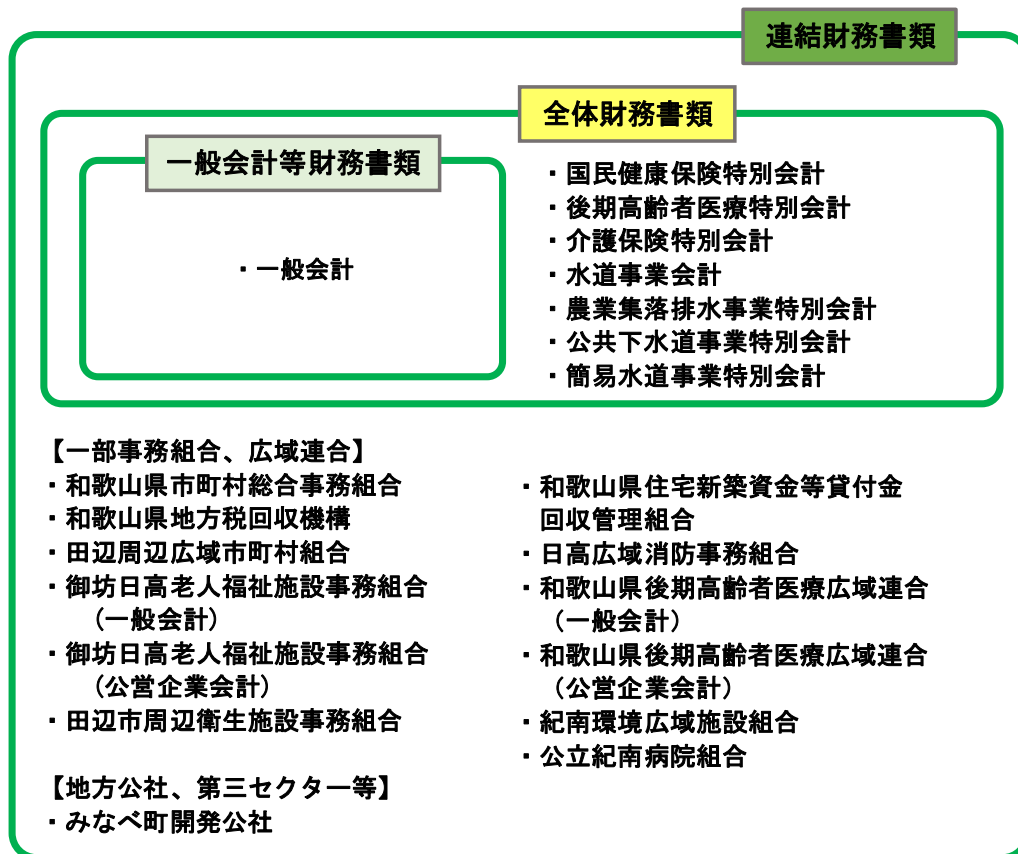 連結財務書類
全体財務書類
一般会計等財務書類
・一般会計
・国民健康保険特別会計
・後期高齢者医療特別会計
・介護保険特別会計
・水道事業会計
・農業集落排水事業特別会計
・公共下水道事業特別会計
・簡易水道事業特別会計
【一部事務組合、広域連合】
・和歌山県市町村総合事務組合
・和歌山県地方税回収機構
・田辺周辺広域市町村組合
・御坊日高老人福祉施設事務組合
（一般会計）
・御坊日高老人福祉施設事務組合
（公営企業会計）
・田辺市周辺衛生施設事務組合
・和歌山県住宅新築資金等貸付金
回収管理組合
・日高広域消防事務組合
・和歌山県後期高齢者医療広域連合
（一般会計）
・和歌山県後期高齢者医療広域連合
（公営企業会計）
・紀南環境広域施設組合
・公立紀南病院組合
【地方公社、第三セクター等】
・みなべ町開発公社